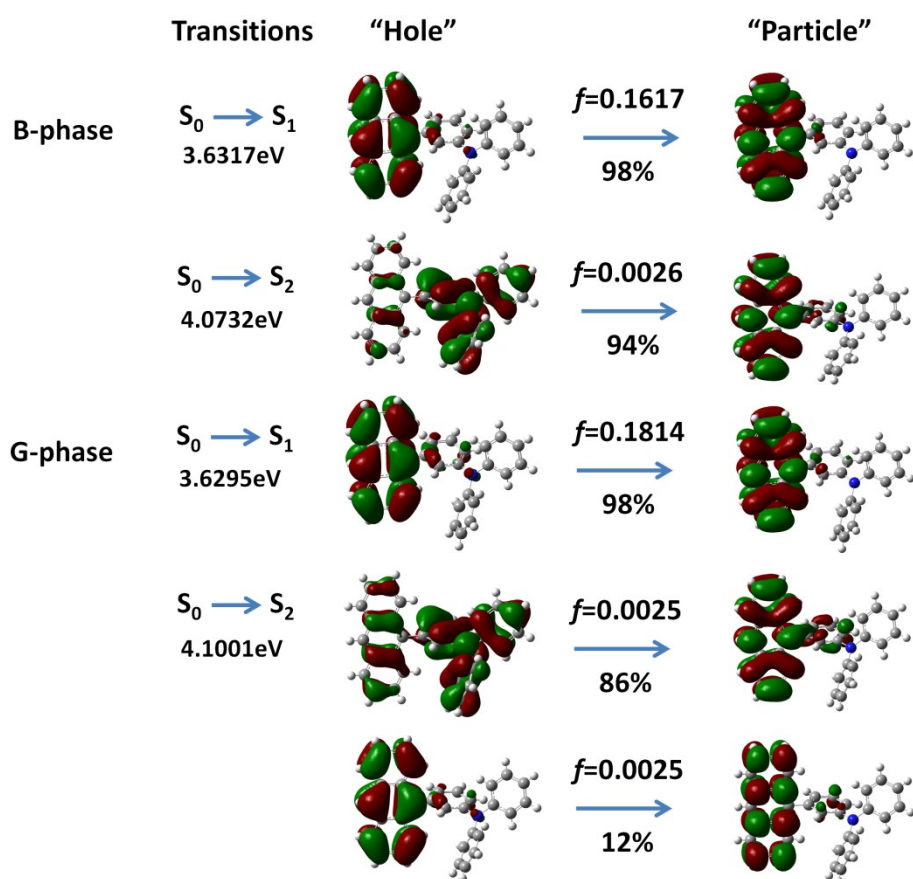 Transitions “Hole” “Particle”
B-phase
S0 → S1
3.6317eV
f=0.1617
98%
S0 → S2
4.0732eV
f=0.0026
94%
G-phase
S0 → S1
3.6295eV
f=0.1814
98%
S0 → S2
4.1001eV
f=0.0025
86%
f=0.0025
12%